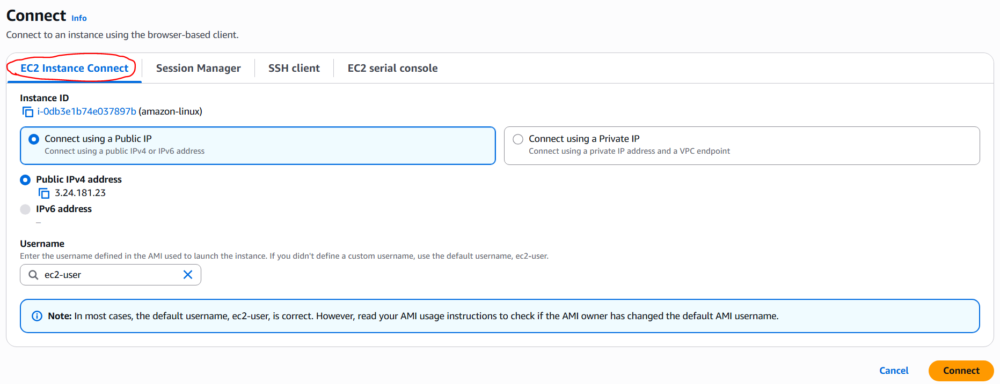 Connect Info
Connect to an instance using the browser-based client.
EC2 Instance Connect Session Manager SSH client EC2 serial console
Instance ID
i-0db3e1b74e037897b (amazon-linux)
Connect using a Public IP
Connect using a public IPv4 or IPv6 address
Connect using a Private IP
Connect using a private IP address and a VPC endpoint
Public IPv4 address
3.24.181.23
IPv6 address
–
Username
Enter the username defined in the AMI used to launch the instance. If you didn't define a custom username, use the default username, ec2-user.
ec2-user
Note: In most cases, the default username, ec2-user, is correct. However, read your AMI usage instructions to check if the AMI owner has changed the default AMI username.
Cancel Connect